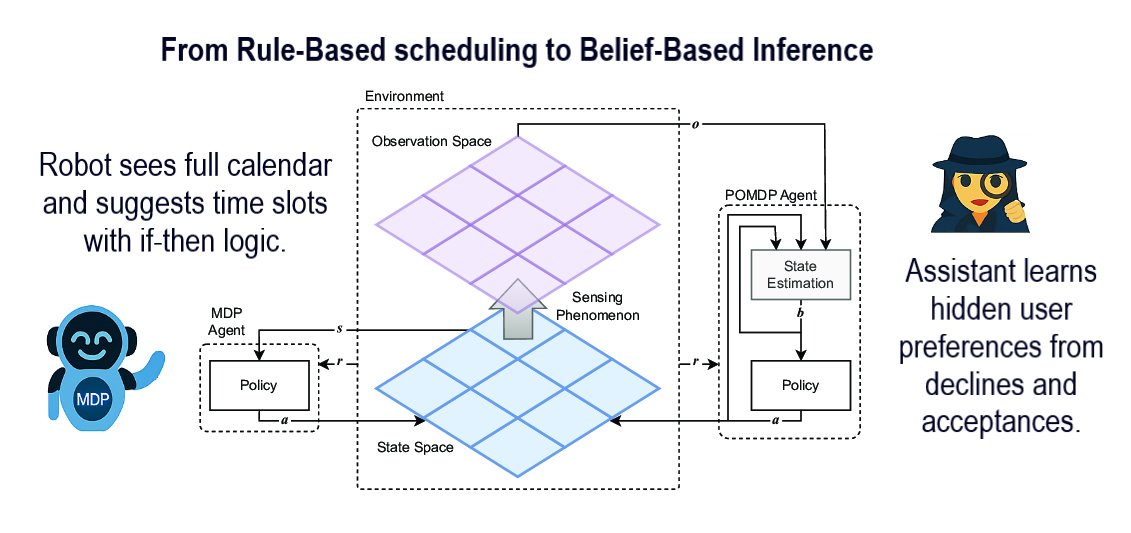 From Rule-Based scheduling to Belief-Based Inference
Robot sees full calendar
and suggests time slots
with if-then logic.
MDP
MDP
Agent
Policy
s
r
a
Environment
Observation Space
Sensing
Phenomenon
State Space
o
r
POMDP Agent
State
Estimation
b
Policy
a
Assistant learns
hidden user
preferences from
declines and
acceptances.